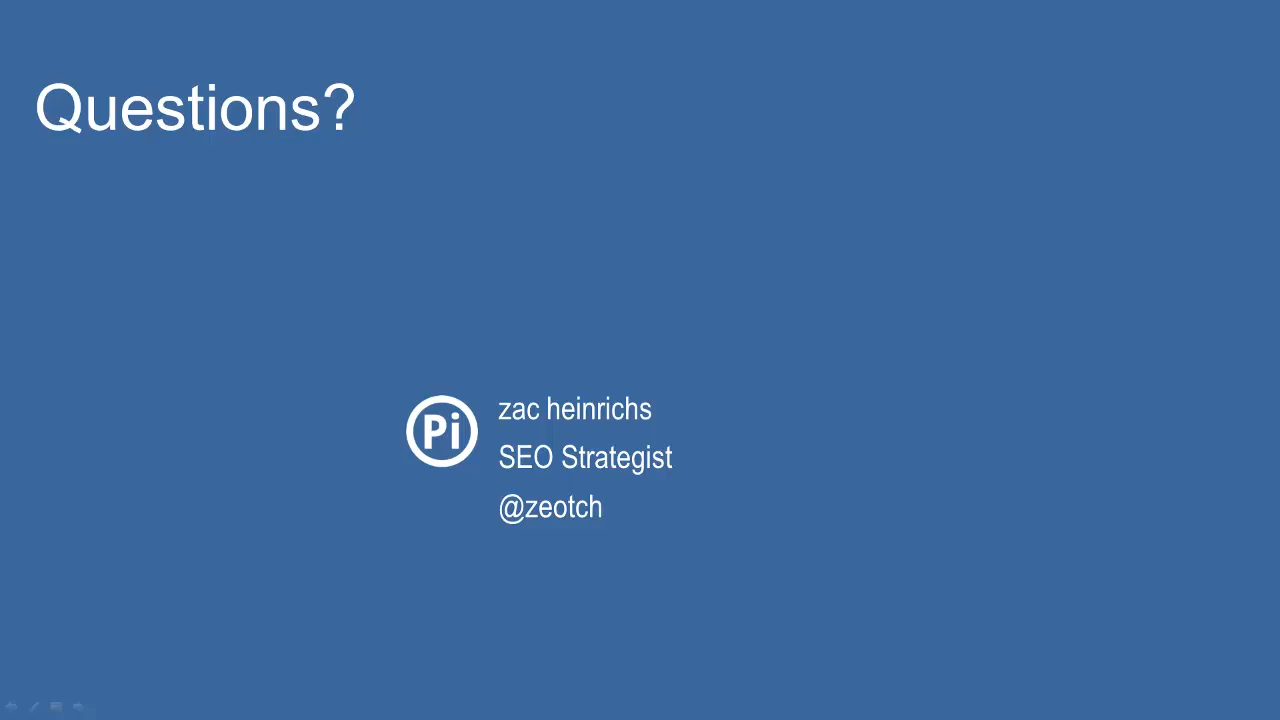 Questions?
Pi
zac heinrichs
SEO Strategist
@zeotch